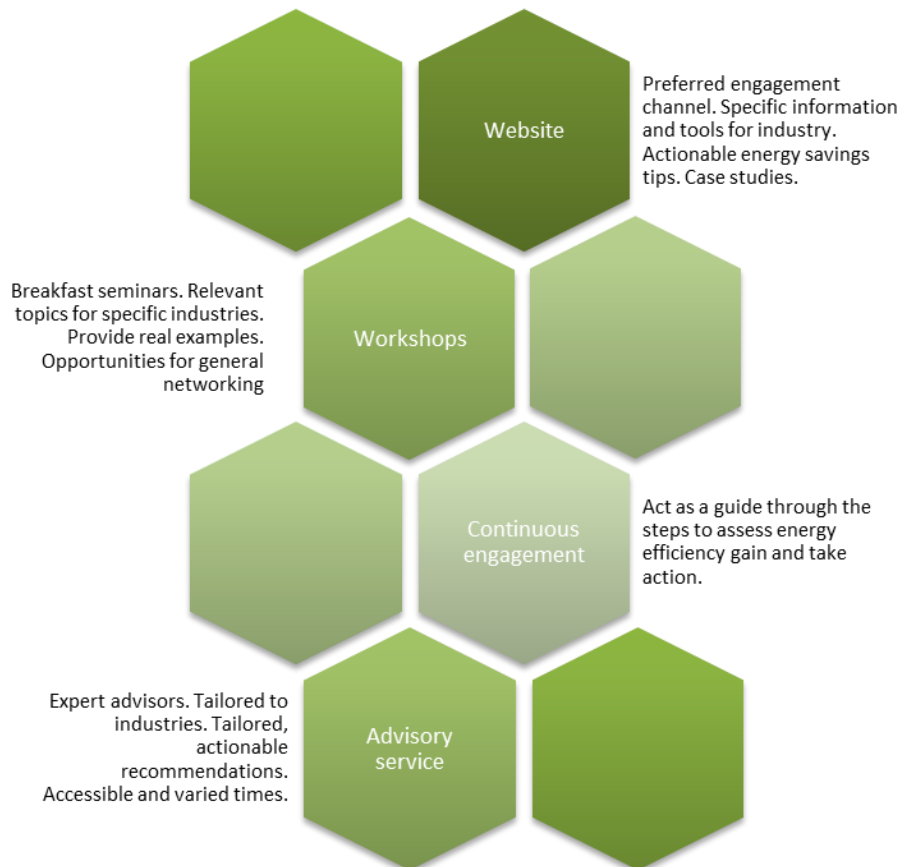 Website
Preferred engagement
channel. Specific information
and tools for industry.
Actionable energy savings
tips. Case studies.
Breakfast seminars. Relevant
topics for specific industries.
Provide real examples.
Opportunities for general
networking
Workshops
Continuous
engagement
Act as a guide through the
steps to assess energy
efficiency gain and take
action.
Expert advisors. Tailored to
industries. Tailored,
actionable
recommendations.
Accessible and varied times.
Advisory
service